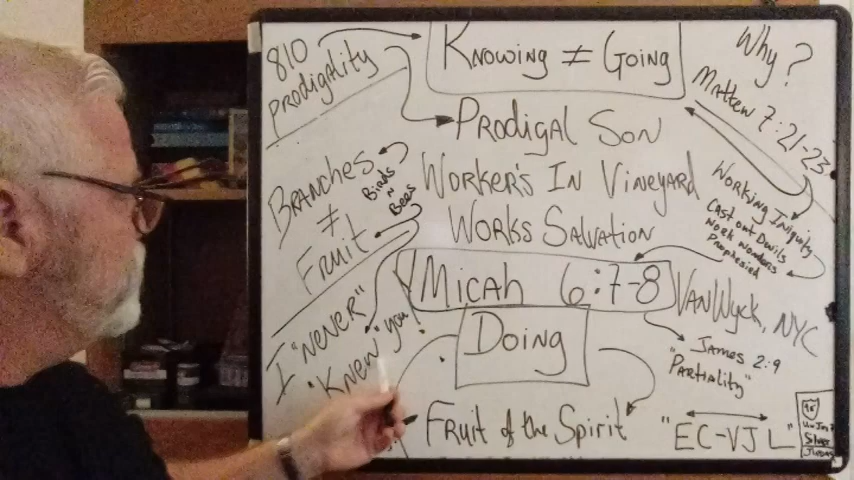 810
PRODIGALITY
KNOWING ≠ GOING
Why?
MATTEW 7:21-23
PRODIGAL SON
BRANCHES
≠
FRUIT
Birds
N
Bees
WORKER'S IN VINEYARD
WORKS SALVATION
WORKING INIQUITY
CAST OUT DEVILS
WORK WONDERS
PROPHESIED
MICAH 6:7-8
VANWYCK, NYC
I "NEVER"
"KNEW" you!
DOING
JAMES 2:9
"PARTIALITY"
FRUIT of the SPIRIT
"EC-VJL"
Silver